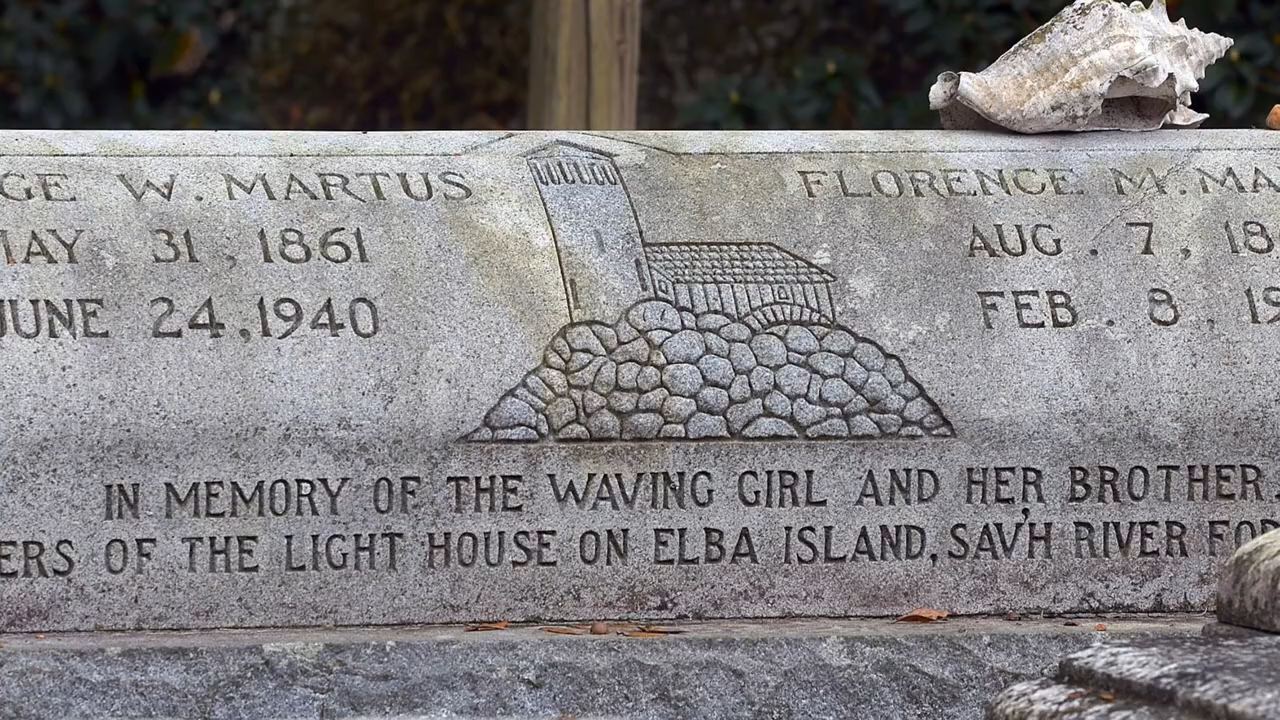 GE W. MARTUS
MAY 31, 1861
JUNE 24, 1940
FLORENCE M. MA
AUG. 7, 18
FEB. 8, 19
IN MEMORY OF THE WAVING GIRL AND HER BROTHER
ERS OF THE LIGHT HOUSE ON ELBA ISLAND, SAV'H RIVER FO